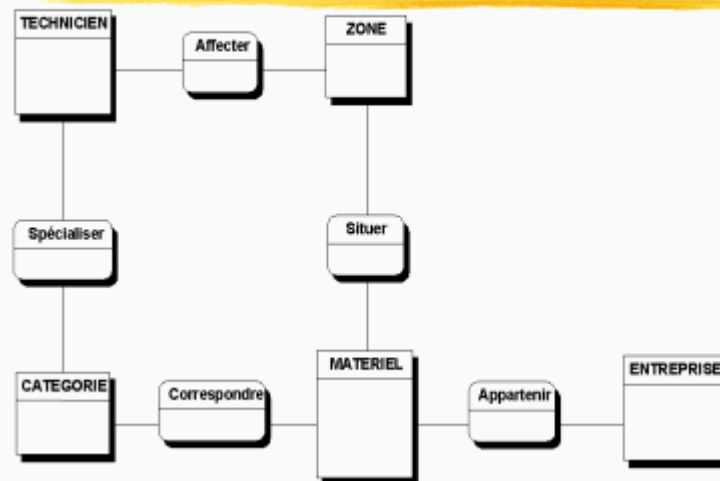 TECHNICIEN
Affecter
ZONE
Spécialiser
Situer
CATEGORIE
Correspondre
MATERIEL
Appartenir
ENTREPRISE